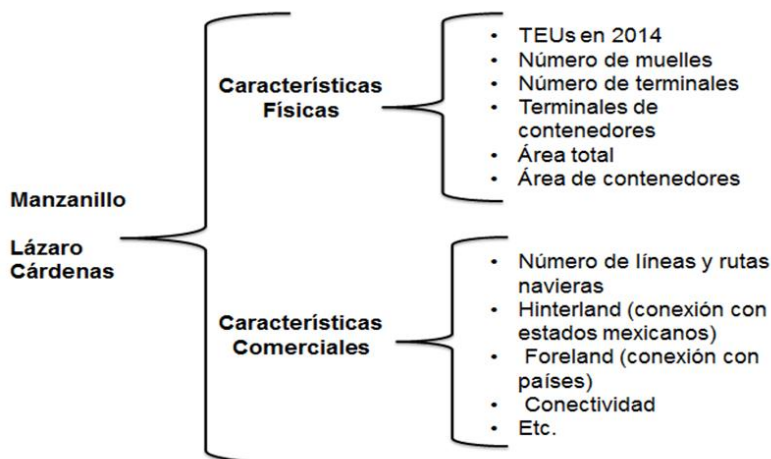 Manzanillo
Lázaro
Cárdenas
Características
Físicas
• TEUs en 2014
• Número de muelles
• Número de terminales
• Terminales de
contenedores
• Área total
• Área de contenedores
Características
Comerciales
• Número de líneas y rutas
navieras
• Hinterland (conexión con
estados mexicanos)
• Foreland (conexión con
países)
• Conectividad
• Etc.